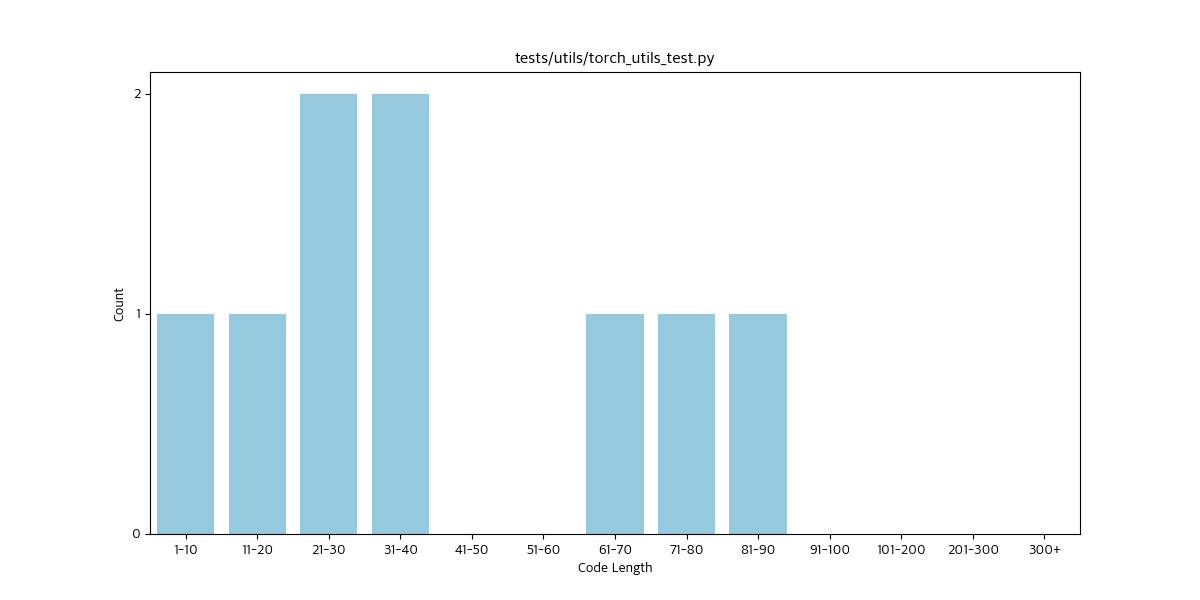 tests/utils/torch_utils_test.py
2
1
0
Count
1-10 11-20 21-30 31-40 41-50 51-60 61-70 71-80 81-90 91-100 101-200 201-300 300+
Code Length